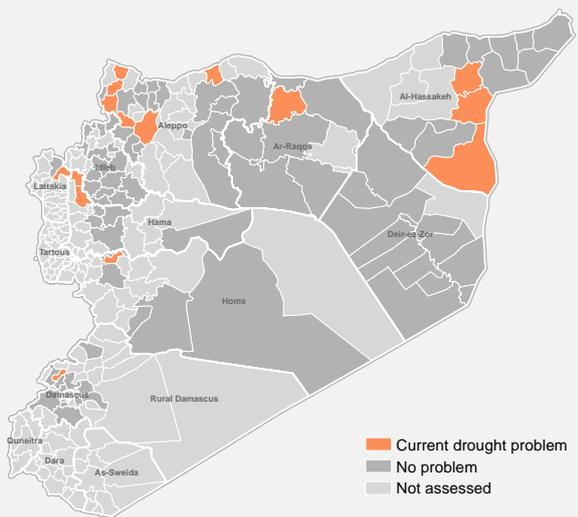 Al-Hassakeh
Aleppo
Ar-Raqqa
Idleb
Lattakia
Hama
Deir-ez-Zor
Tartous
Homs
Damascus
Rural Damascus
Quneitra
Dara
As-Sweida
Current drought problem
No problem
Not assessed